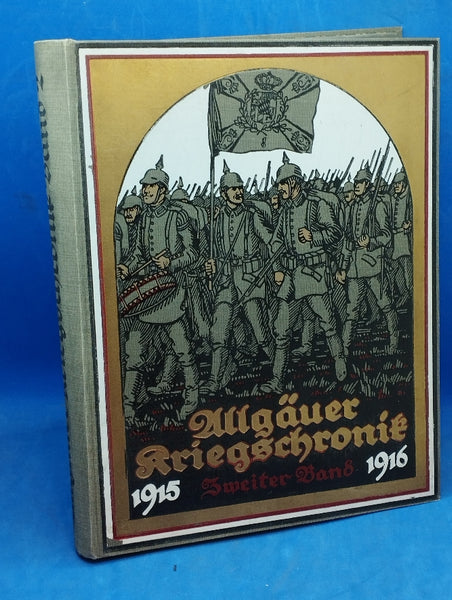 Allgäuer
Kriegschronik
1915 Zweiter Band 1916